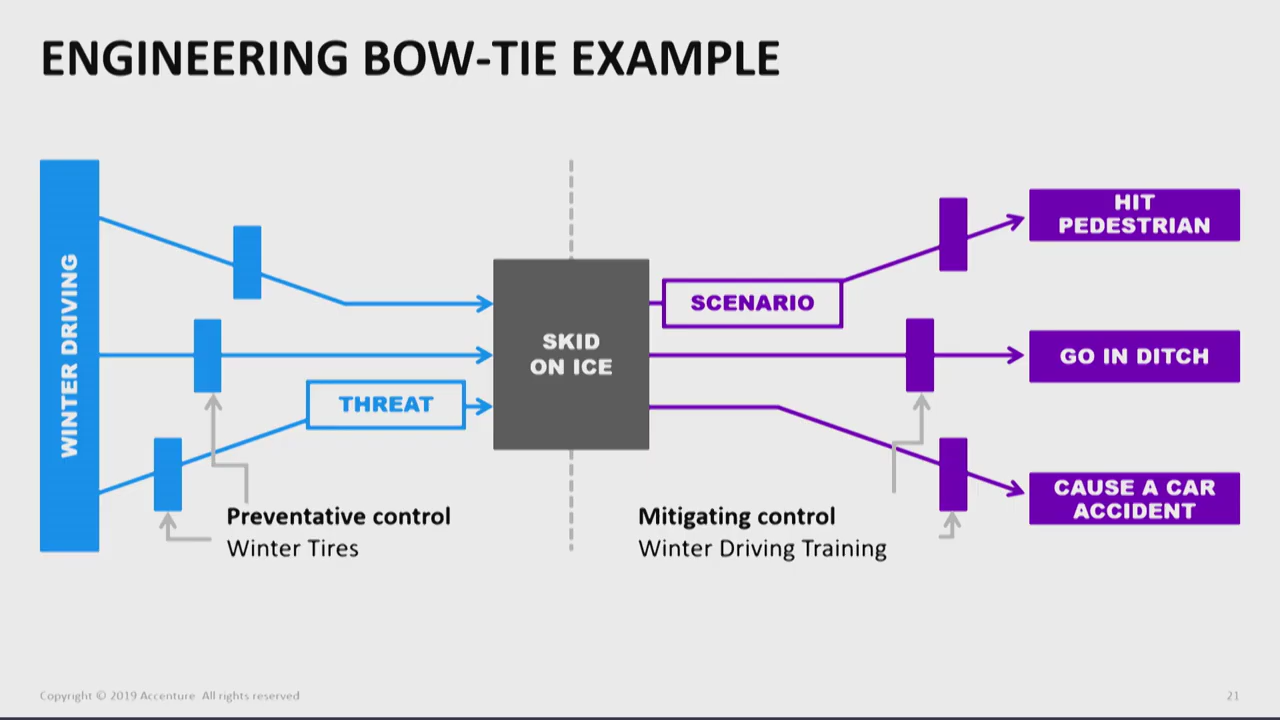 ENGINEERING BOW-TIE EXAMPLE
WINTER DRIVING
THREAT
SKID
ON ICE
SCENARIO
HIT
PEDESTRIAN
GO IN DITCH
CAUSE A CAR
ACCIDENT
Preventative control
Winter Tires
Mitigating control
Winter Driving Training
Copyright © 2019 Accenture All rights reserved
21